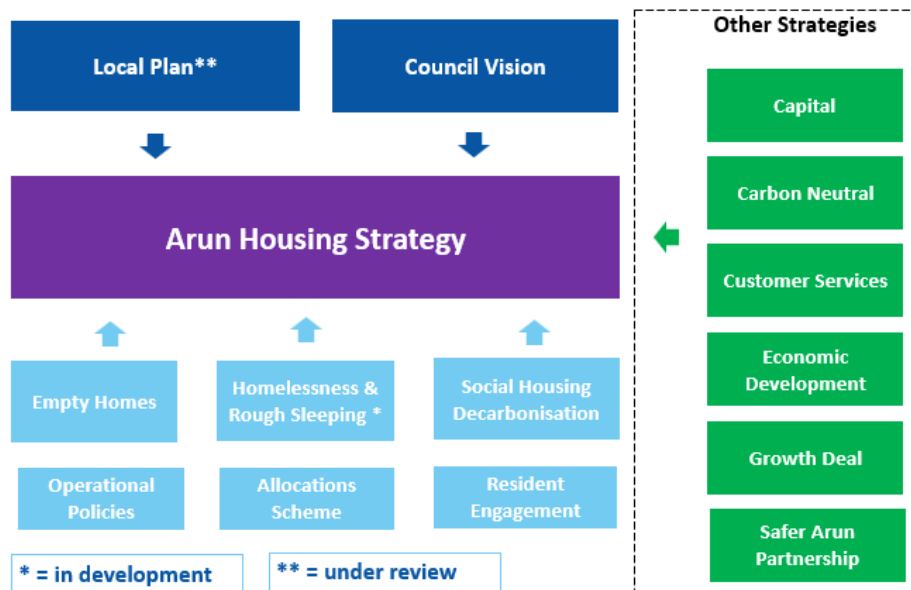 Local Plan**
Council Vision
Arun Housing Strategy
Empty Homes
Homelessness &
Rough Sleeping *
Social Housing
Decarbonisation
Operational
Policies
Allocations
Scheme
Resident
Engagement
* = in development
** = under review
Other Strategies
Capital
Carbon Neutral
Customer Services
Economic
Development
Growth Deal
Safer Arun
Partnership